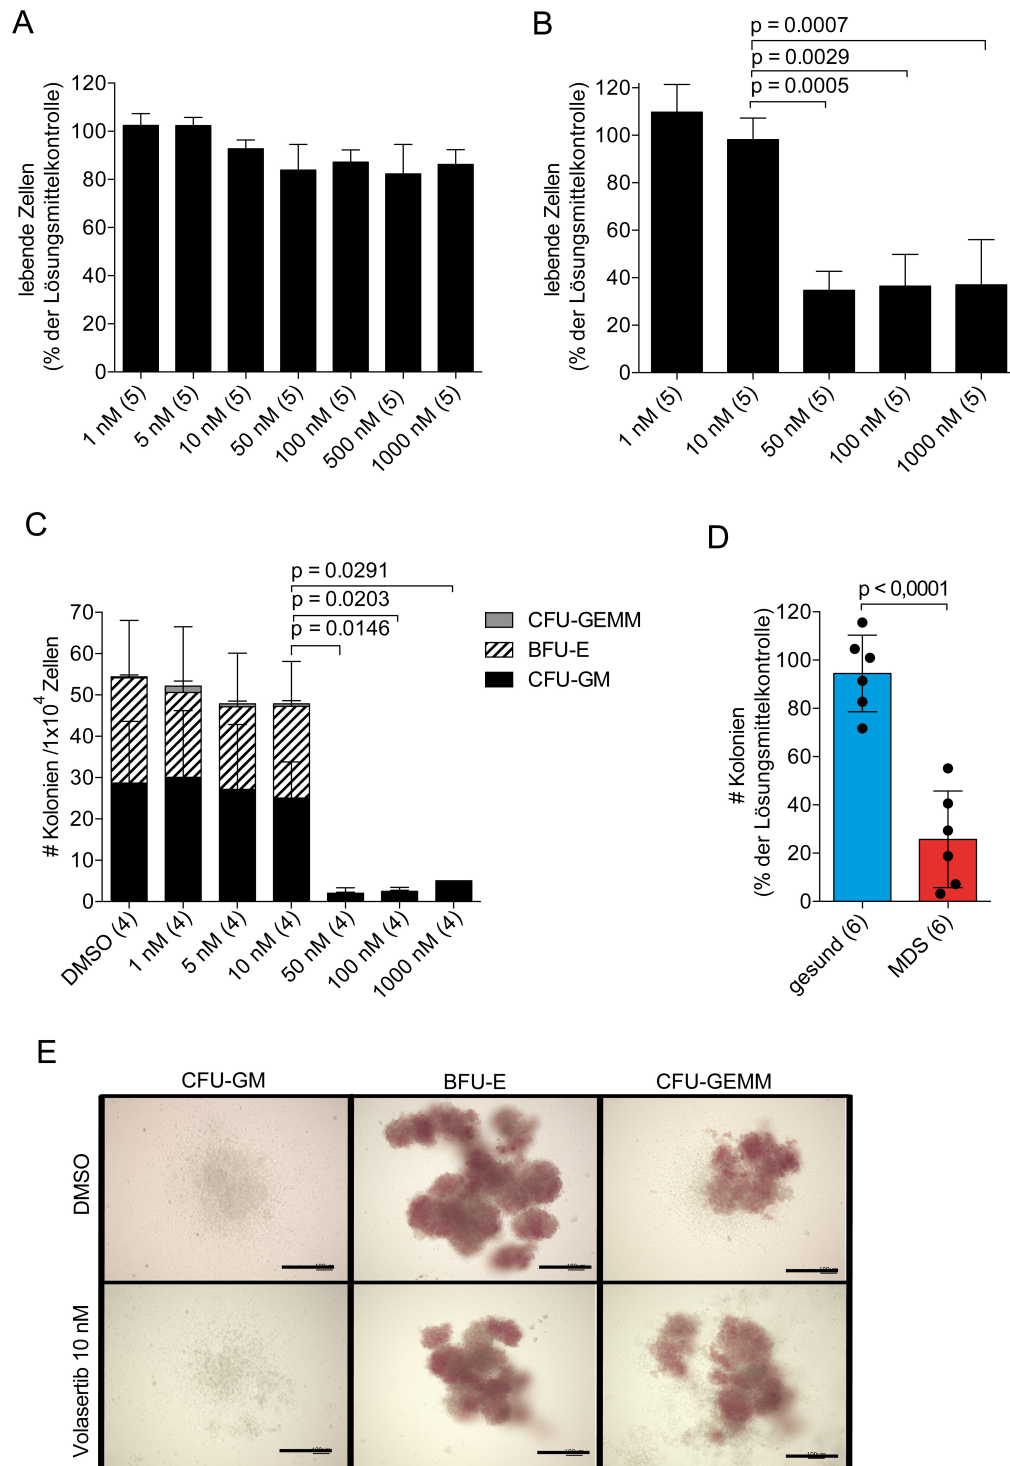 A
lebende Zellen
(% der Lösungsmittelkontrolle)
120
100
80
60
40
20
0
1 nM (5)
5 nM (5)
10 nM (5)
50 nM (5)
100 nM (5)
500 nM (5)
1000 nM (5)
B
p = 0.0007
p = 0.0029
p = 0.0005
lebende Zellen
(% der Lösungsmittelkontrolle)
120
100
80
60
40
20
0
1 nM (5)
10 nM (5)
50 nM (5)
100 nM (5)
1000 nM (5)
C
p = 0.0291
p = 0.0203
p = 0.0146
# Kolonien /1x10⁴ Zellen
70
60
50
40
30
20
10
0
DMSO (4)
1 nM (4)
5 nM (4)
10 nM (4)
50 nM (4)
100 nM (4)
1000 nM (4)
CFU-GEMM
BFU-E
CFU-GM
D
p < 0,0001
# Kolonien
(% der Lösungsmittelkontrolle)
120
100
80
60
40
20
0
gesund (6)
MDS (6)
E
CFU-GM
BFU-E
CFU-GEMM
DMSO
Volasertib 10 nM